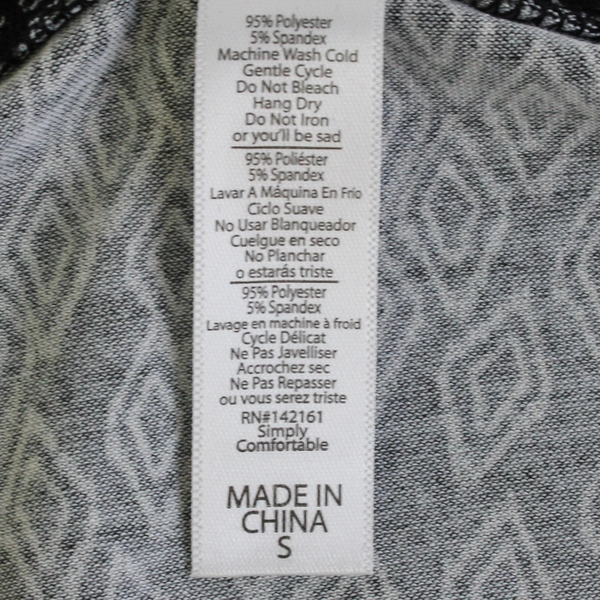 95% Polyester
5% Spandex
Machine Wash Cold
Gentle Cycle
Do Not Bleach
Hang Dry
Do Not Iron
or you'll be sad
95% Poliéster
5% Spandex
Lavar A Máquina En Frio
Ciclo Suave
No Usar Blanqueador
Cuelgue en seco
No Planchar
o estarás triste
95% Polyester
5% Spandex
Lavage en machine à froid
Cycle Délicat
Ne Pas Javelliser
Accrochez sec
Ne Pas Repasser
ou vous serez triste
RN#142161
Simply
Comfortable
MADE IN
CHINA
S